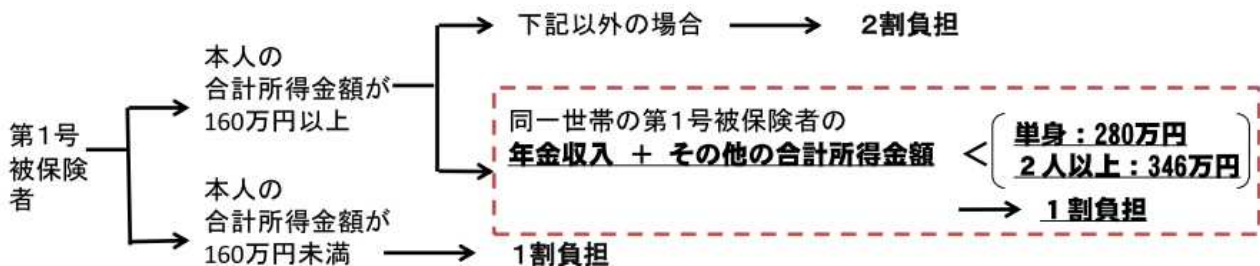 第1号
被保険
者
本人の
合計所得金額が
160万円以上
下記以外の場合
2割負担
同一世帯の第1号被保険者の
年金収入 + その他の合計所得金額
<
単身:280万円
2人以上:346万円
1割負担
本人の
合計所得金額が
160万円未満
1割負担